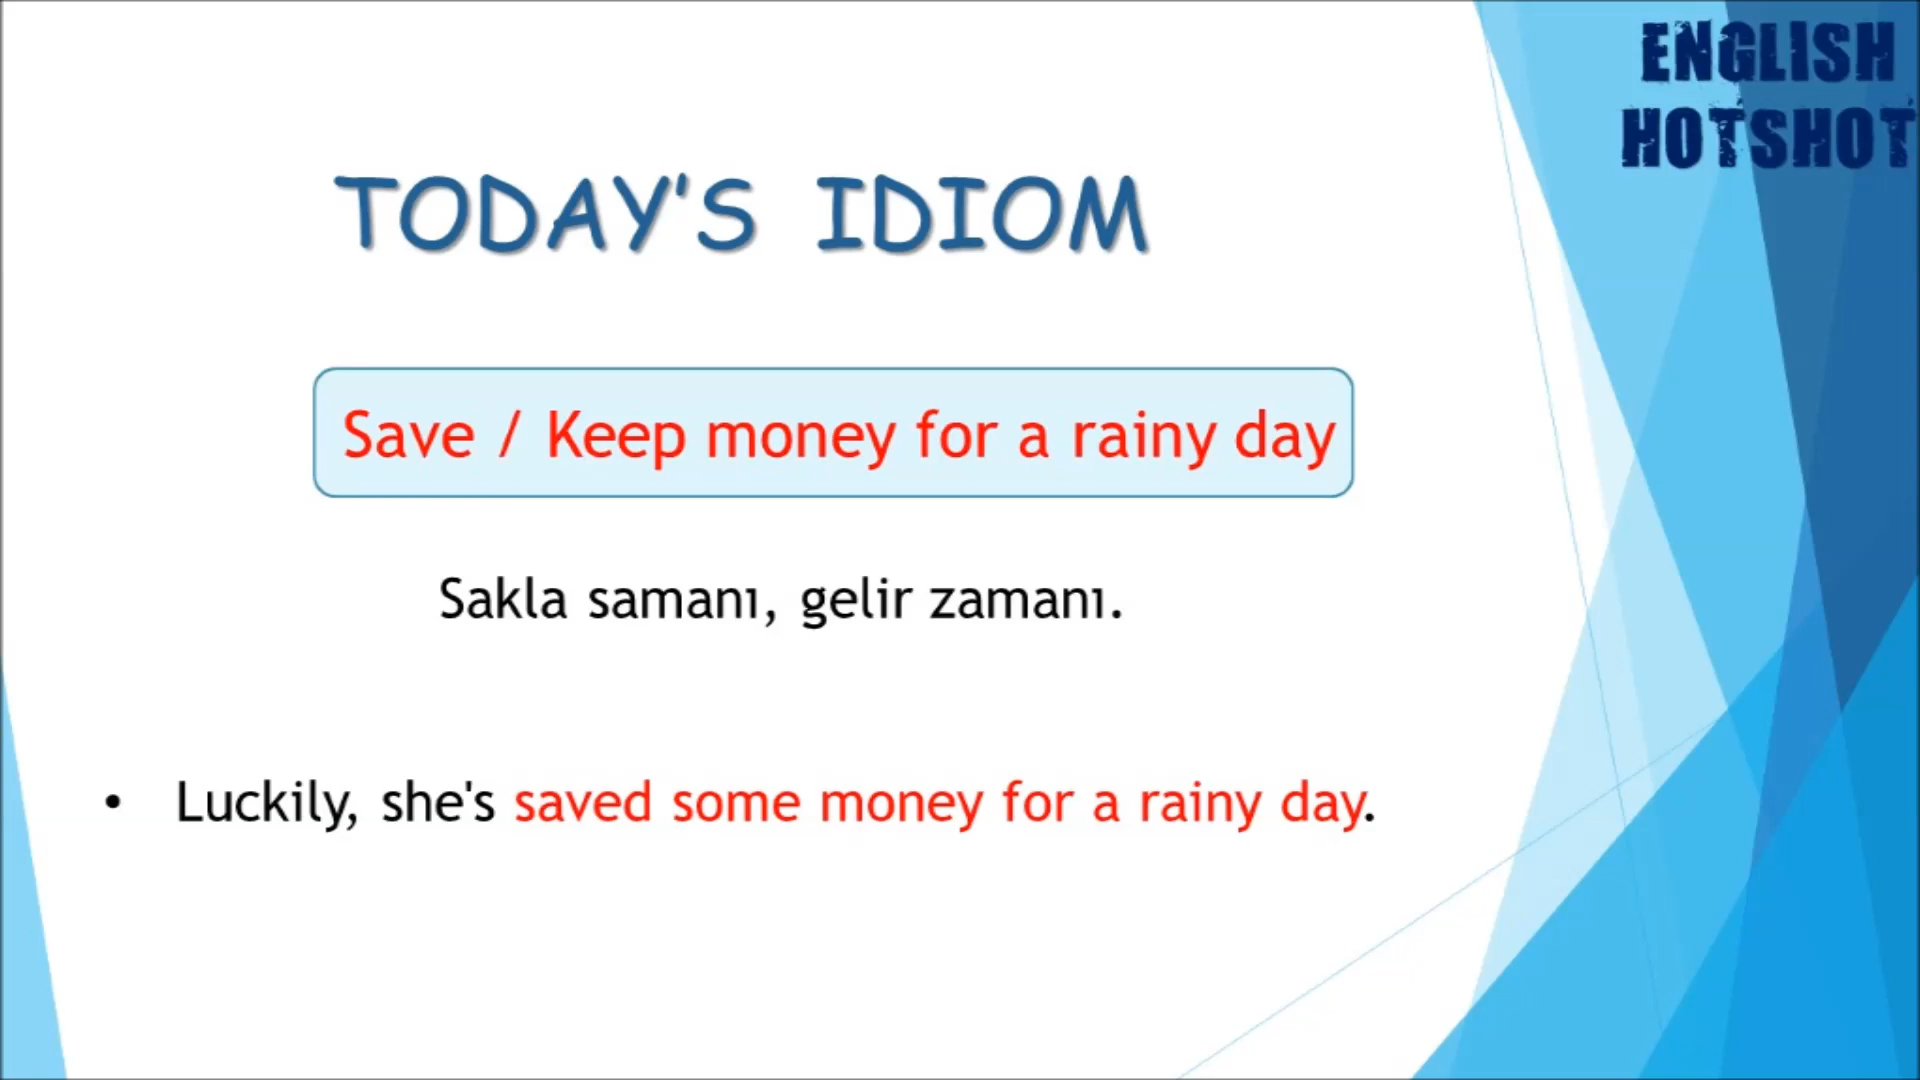 ENGLISH
HOTSHOT
TODAY'S IDIOM
Save / Keep money for a rainy day
Sakla samanı, gelir zamanı.
• Luckily, she's saved some money for a rainy day.